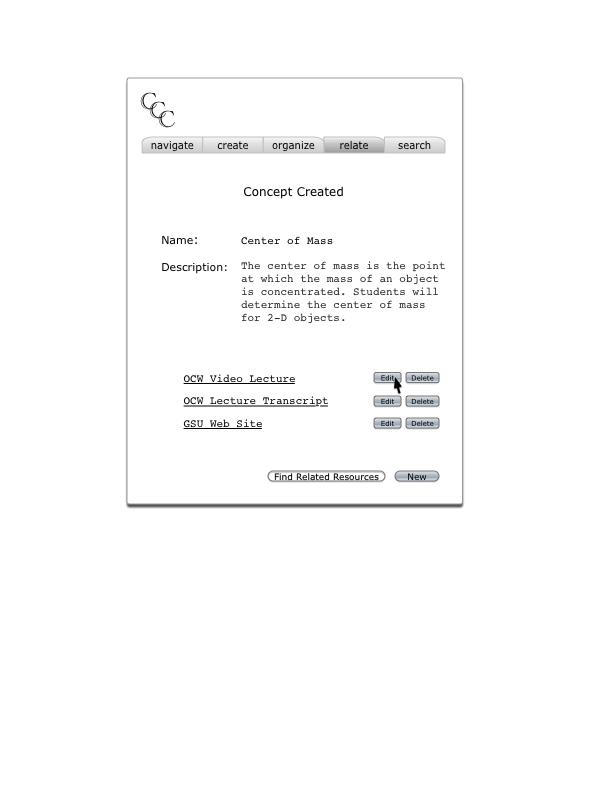 CCC
navigate create organize relate search
Concept Created
Name: Center of Mass
Description: The center of mass is the point
at which the mass of an object
is concentrated. Students will
determine the center of mass
for 2-D objects.
OCW Video Lecture Edit Delete
OCW Lecture Transcript Edit Delete
GSU Web Site Edit Delete
Find Related Resources New